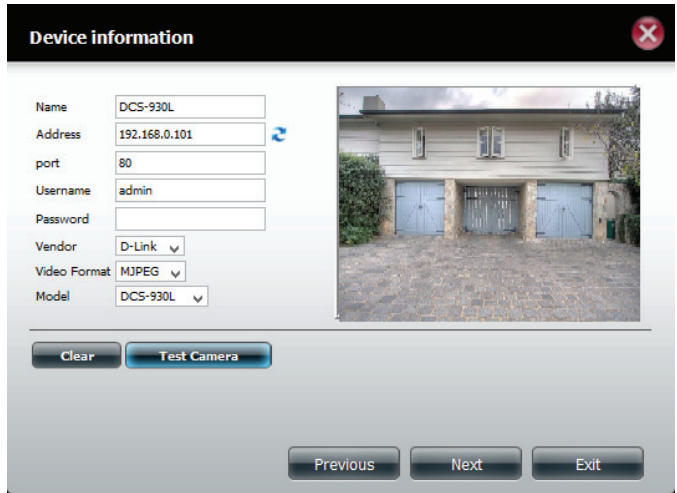 Device information
Name DCS-930L
Address 192.168.0.101
port 80
Username admin
Password
Vendor D-Link
Video Format MJPEG
Model DCS-930L
Clear Test Camera
Previous Next Exit